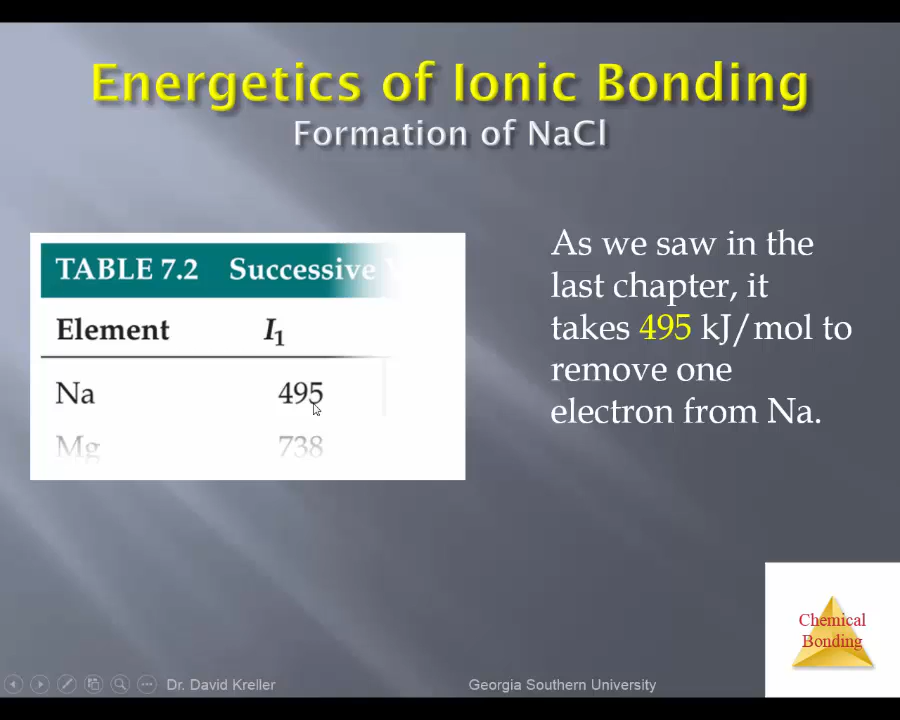 Energetics of Ionic Bonding
Formation of NaCl
TABLE 7.2 Successive
Element I₁
Na 495
Mg 738
As we saw in the
last chapter, it
takes 495 kJ/mol to
remove one
electron from Na.
Chemical
Bonding
Dr. David Kreller
Georgia Southern University